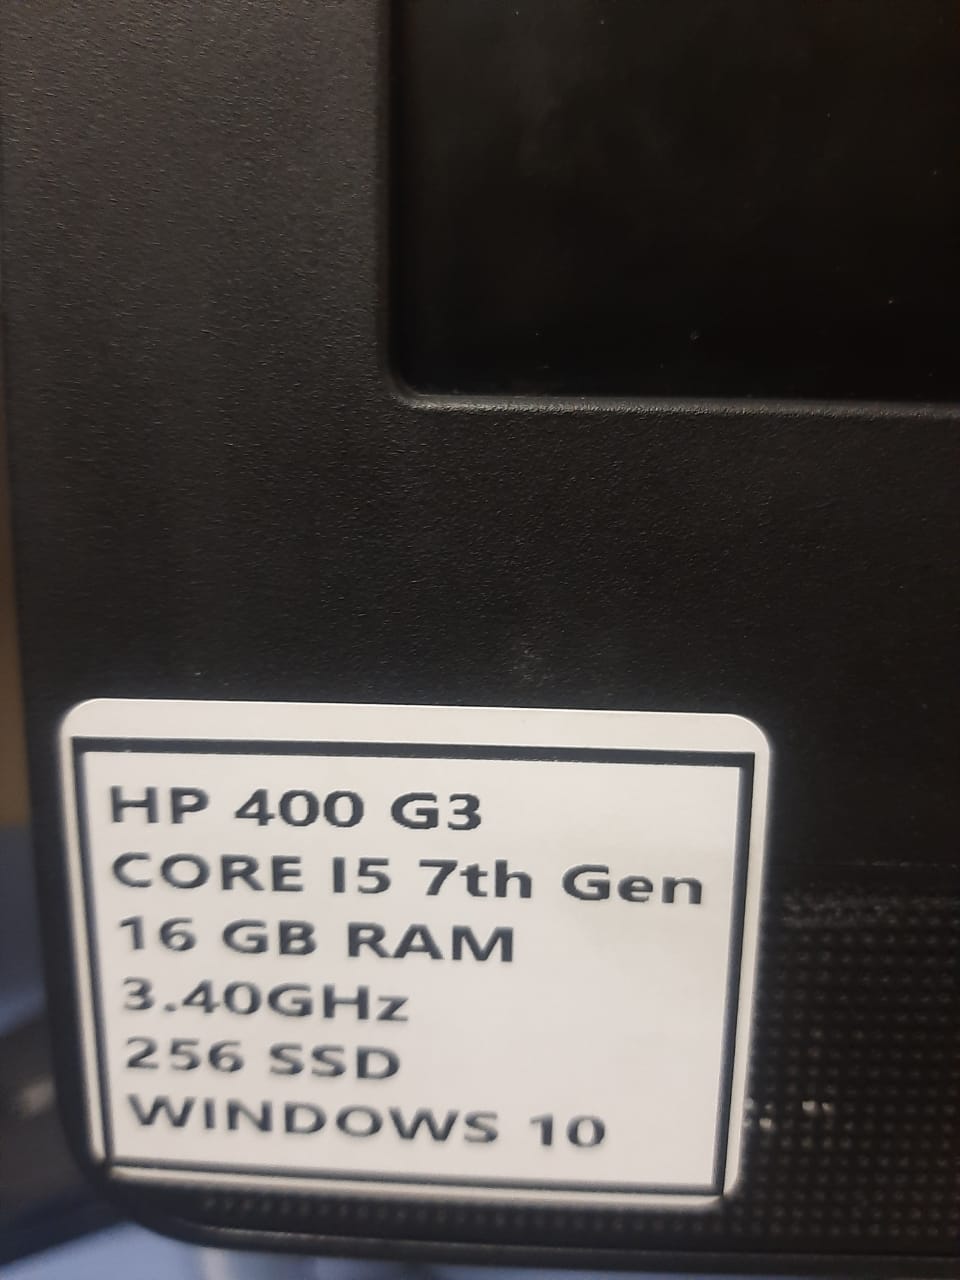 HP 400 G3
CORE I5 7th Gen
16 GB RAM
3.40GHz
256 SSD
WINDOWS 10